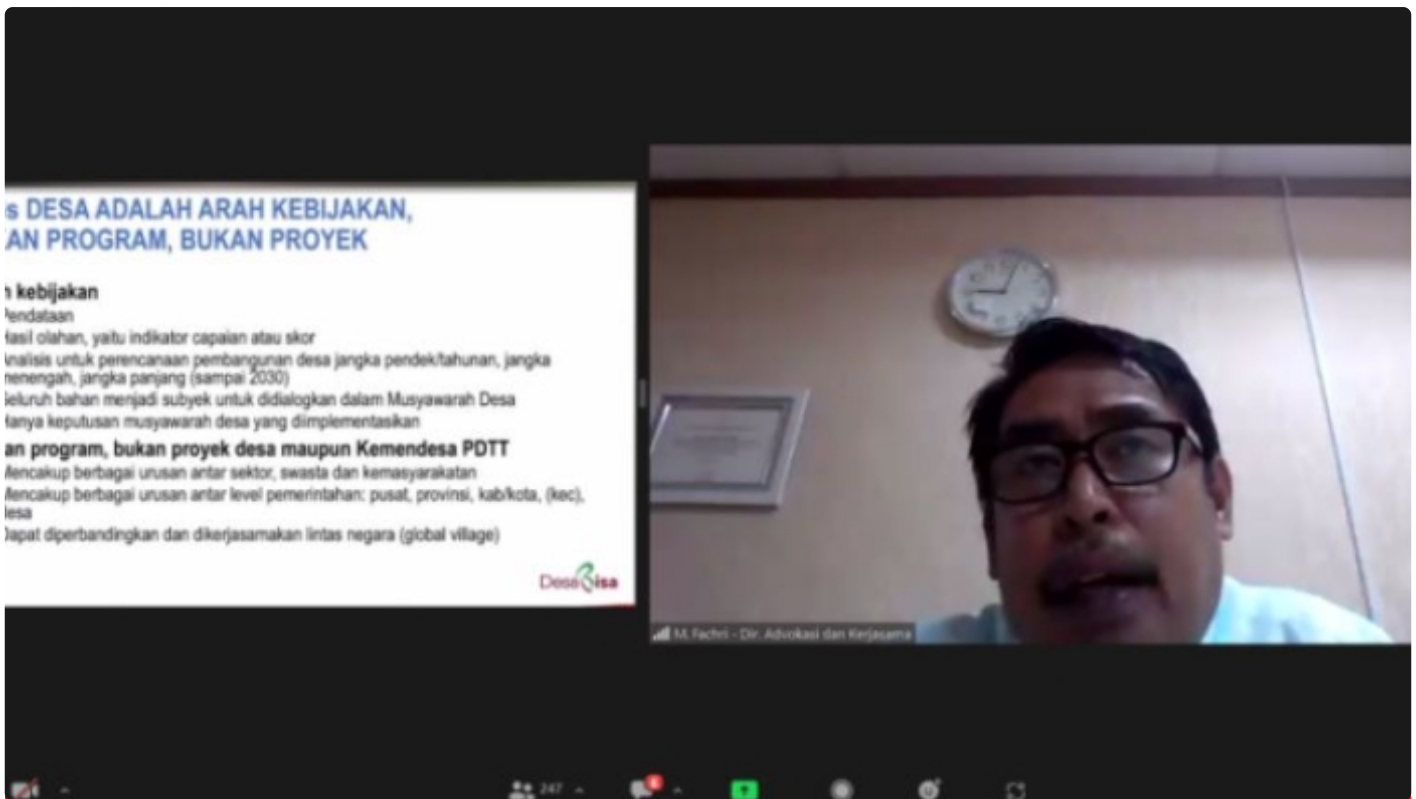 s DESA ADALAH ARAH KEBIJAKAN,
AN PROGRAM, BUKAN PROYEK
h kebijakan
Pendataan
Hasil olahan, yaitu indikator capaian atau skor
Analisis untuk perencanaan pembangunan desa jangka pendek/tahunan, jangka
menengah, jangka panjang (sampai 2030)
Seluruh bahan menjadi subyek untuk didialogkan dalam Musyawarah Desa
Hanya keputusan musyawarah desa yang diimplementasikan
an program, bukan proyek desa maupun Kemendesa PDTT
Mencakup berbagai urusan antar sektor, swasta dan kemasyarakatan
Mencakup berbagai urusan antar level pemerintahan: pusat, provinsi, kab/kota, (kec),
desa
Dapat diperbandingkan dan dikerjasamakan lintas negara (global village)
DesaBisa
M. Fachri - Dir. Advokasi dan Kerjasama
247